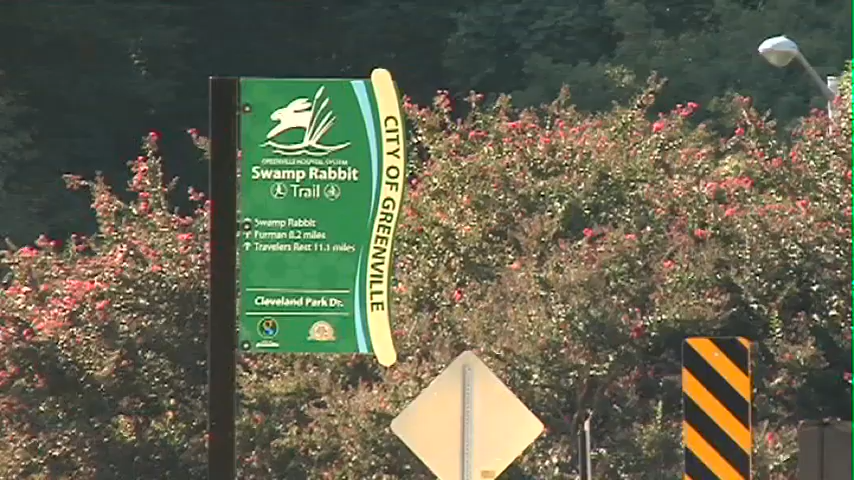 GREENVILLE HOSPITAL SYSTEM
Swamp Rabbit
Trail
Swamp Rabbit
Furman 8.2 miles
Travelers Rest 11.1 miles
Cleveland Park Dr.
CITY OF GREENVILLE